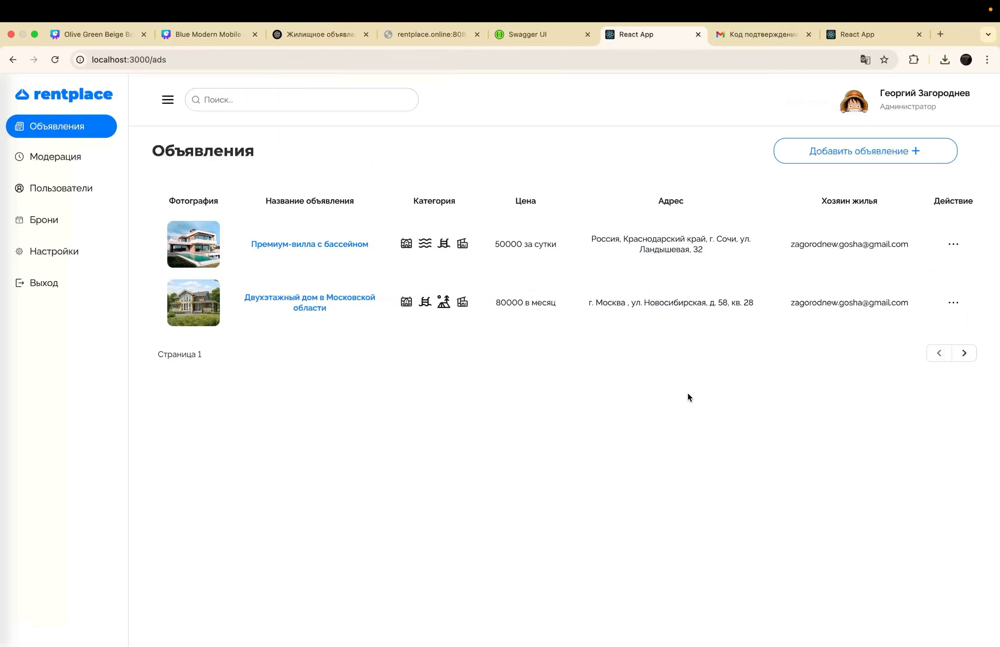 Olive Green Beige Bo
Blue Modern Mobile
Жилищное объявле
rentplace.online:808
Swagger UI
React App
Код подтверждения
React App
localhost:3000/ads
rentplace
Поиск...
Георгий Загороднев
Администратор
Объявления
Модерация
Пользователи
Брони
Настройки
Выход
Объявления
Добавить объявление +
Фотография
Название объявления
Категория
Цена
Адрес
Хозяин жилья
Действие
Премиум-вилла с бассейном
50000 за сутки
Россия, Краснодарский край, г. Сочи, ул.
Ландышевая, 32
zagorodnew.gosha@gmail.com
Двухэтажный дом в Московской
области
80000 в месяц
г. Москва , ул. Новосибирская, д. 58, кв. 28
zagorodnew.gosha@gmail.com
Страница 1